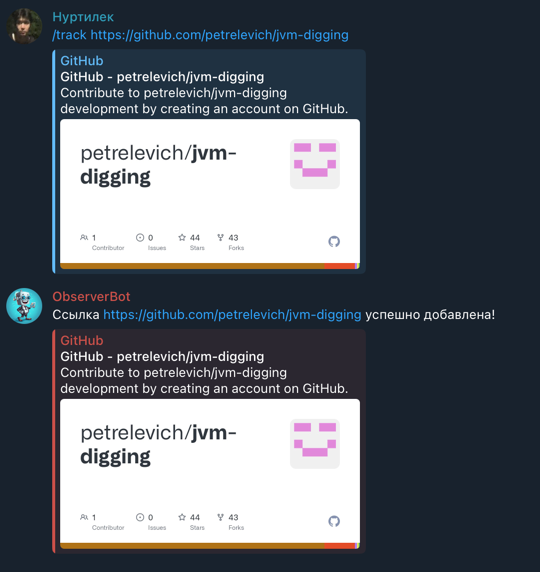 Нуртилек
/track https://github.com/petrelevich/jvm-digging
GitHub
GitHub - petrelevich/jvm-digging
Contribute to petrelevich/jvm-digging
development by creating an account on GitHub.
petrelevich/jvm-
digging
1 0 44 43
Contributor Issues Stars Forks
ObserverBot
Ссылка https://github.com/petrelevich/jvm-digging успешно добавлена!
GitHub
GitHub - petrelevich/jvm-digging
Contribute to petrelevich/jvm-digging
development by creating an account on GitHub.
petrelevich/jvm-
digging
1 0 44 43
Contributor Issues Stars Forks